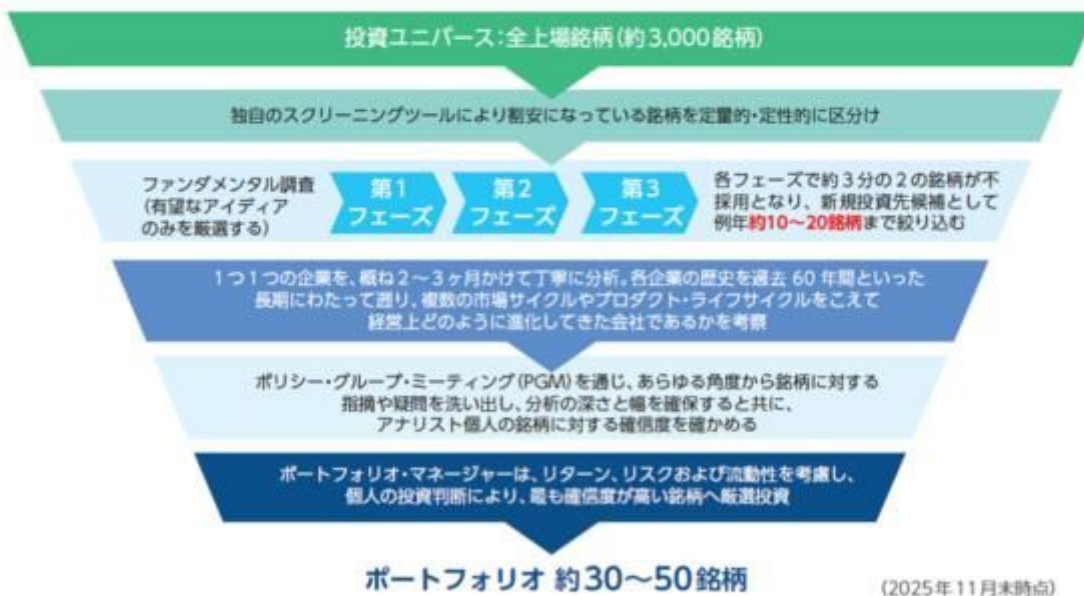 投資ユニバース:全上場銘柄(約3,000銘柄)
独自のスクリーニングツールにより割安になっている銘柄を定量的・定性的に区分け
ファンダメンタル調査
(有望なアイディア
のみを厳選する)
第1
フェーズ
第2
フェーズ
第3
フェーズ
各フェーズで約3分の2の銘柄が不
採用となり、新規投資先候補として
例年約10〜20銘柄まで絞り込む
1つ1つの企業を、概ね2〜3ヶ月かけて丁寧に分析。各企業の歴史を過去 60 年間といった
長期にわたって遡り、複数の市場サイクルやプロダクト・ライフサイクルをこえて
経営上どのように進化してきた会社であるかを考察
ポリシー・グループ・ミーティング(PGM)を通じ、あらゆる角度から銘柄に対する
指摘や疑問を洗い出し、分析の深さと幅を確保すると共に、
アナリスト個人の銘柄に対する確信度を確かめる
ポートフォリオ・マネージャーは、リターン、リスクおよび流動性を考慮し、
個人の投資判断により、最も確信度が高い銘柄へ厳選投資
ポートフォリオ 約30〜50銘柄
(2025年11月末時点)